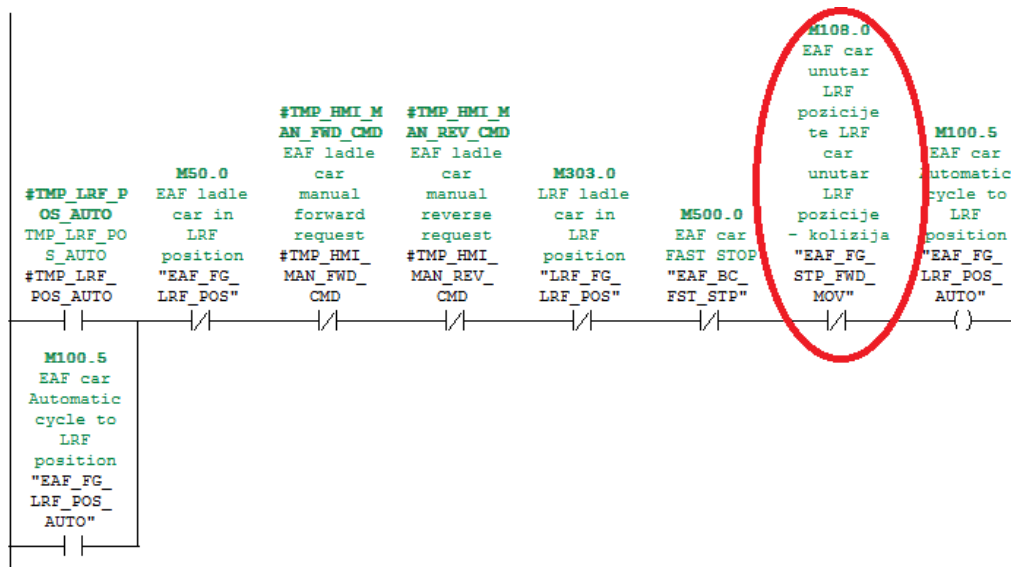 #TMP_LRF_P
OS_AUTO
TMP_LRF_PO
S_AUTO
#TMP_LRF_
POS_AUTO
M50.0
EAF ladle
car in
LRF
position
"EAF_FG_
LRF_POS"
#TMP_HMI_M
AN_FWD_CMD
EAF ladle
car
manual
forward
request
#TMP_HMI_
MAN_FWD_
CMD
#TMP_HMI_M
AN_REV_CMD
EAF ladle
car
manual
reverse
request
#TMP_HMI_
MAN_REV_
CMD
M303.0
LRF ladle
car in
LRF
position
"LRF_FG_
LRF_POS"
M500.0
EAF car
FAST STOP
"EAF_BC_
FST_STP"
M108.0
EAF car
unutar
LRF
pozicije
te LRF
car
unutar
LRF
pozicije
- kolizija
"EAF_FG_
STP_FWD_
MOV"
M100.5
EAF car
Automatic
cycle to
LRF
position
"EAF_FG_
LRF_POS_
AUTO"
M100.5
EAF car
Automatic
cycle to
LRF
position
"EAF_FG_
LRF_POS_
AUTO"